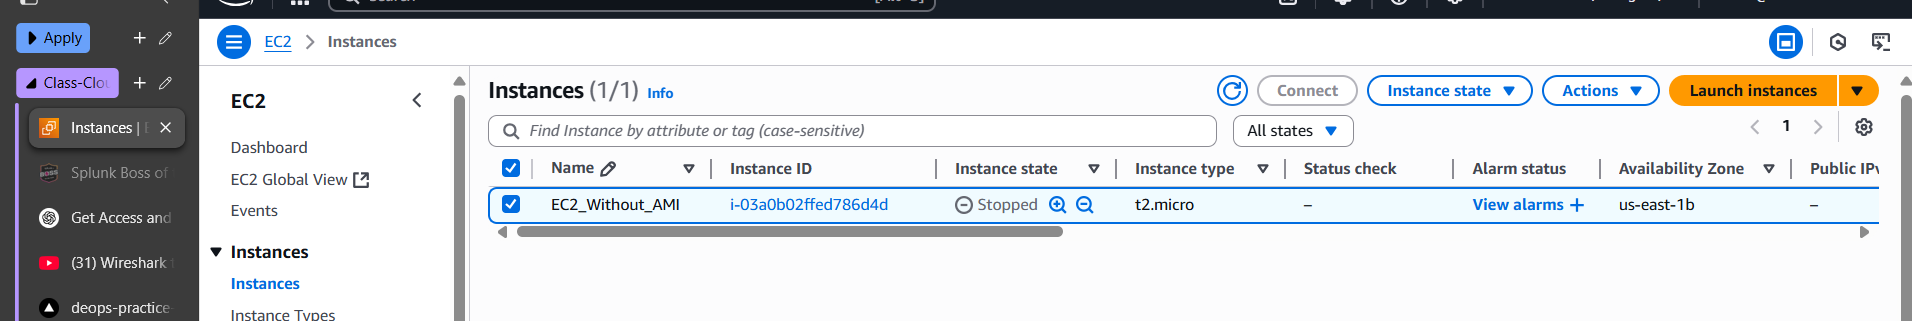 Apply
Class-Clou
Instances |
Splunk Boss of
Get Access and
(31) Wireshark
deops-practice
EC2 > Instances
EC2
Dashboard
EC2 Global View
Events
Instances
Instances
Instance Types
Instances (1/1) Info
Connect
Instance state
Actions
Launch instances
Find Instance by attribute or tag (case-sensitive)
All states
1
Name Instance ID Instance state Instance type Status check Alarm status Availability Zone Public IPv
EC2_Without_AMI i-03a0b02ffed786d4d Stopped t2.micro – View alarms + us-east-1b –